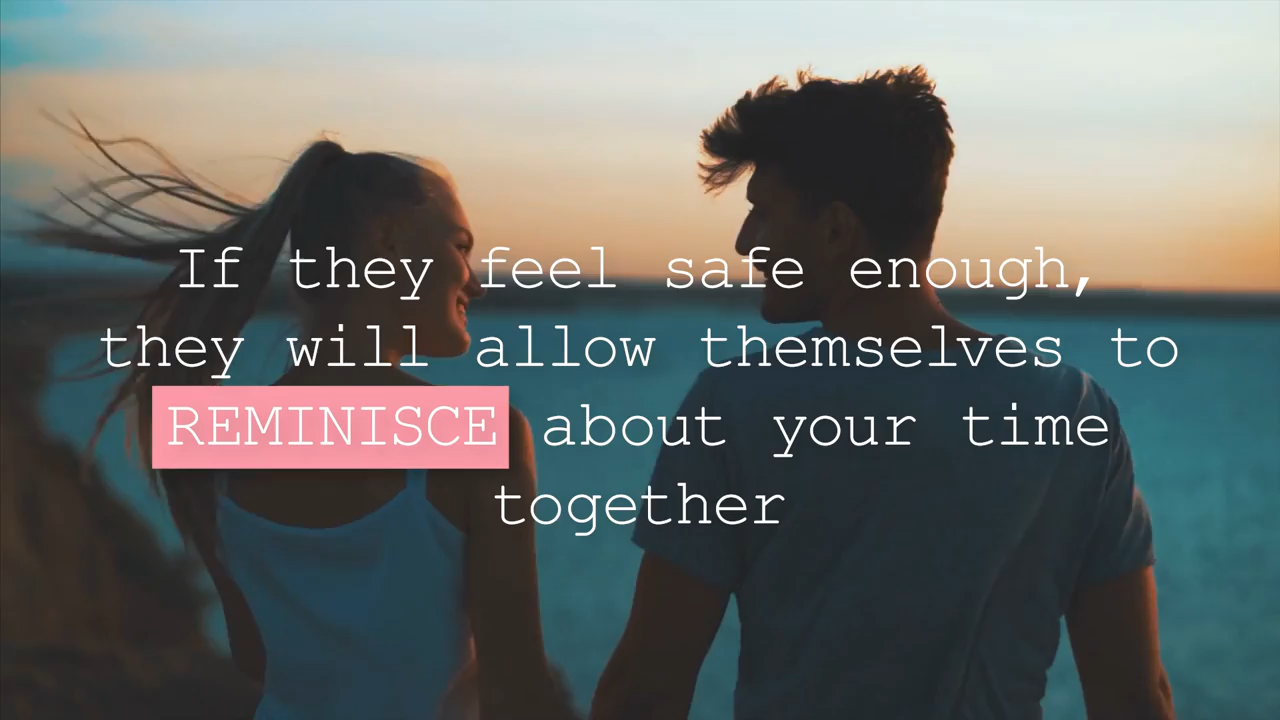 If they feel safe enough,
they will allow themselves to
REMINISCE about your time
together